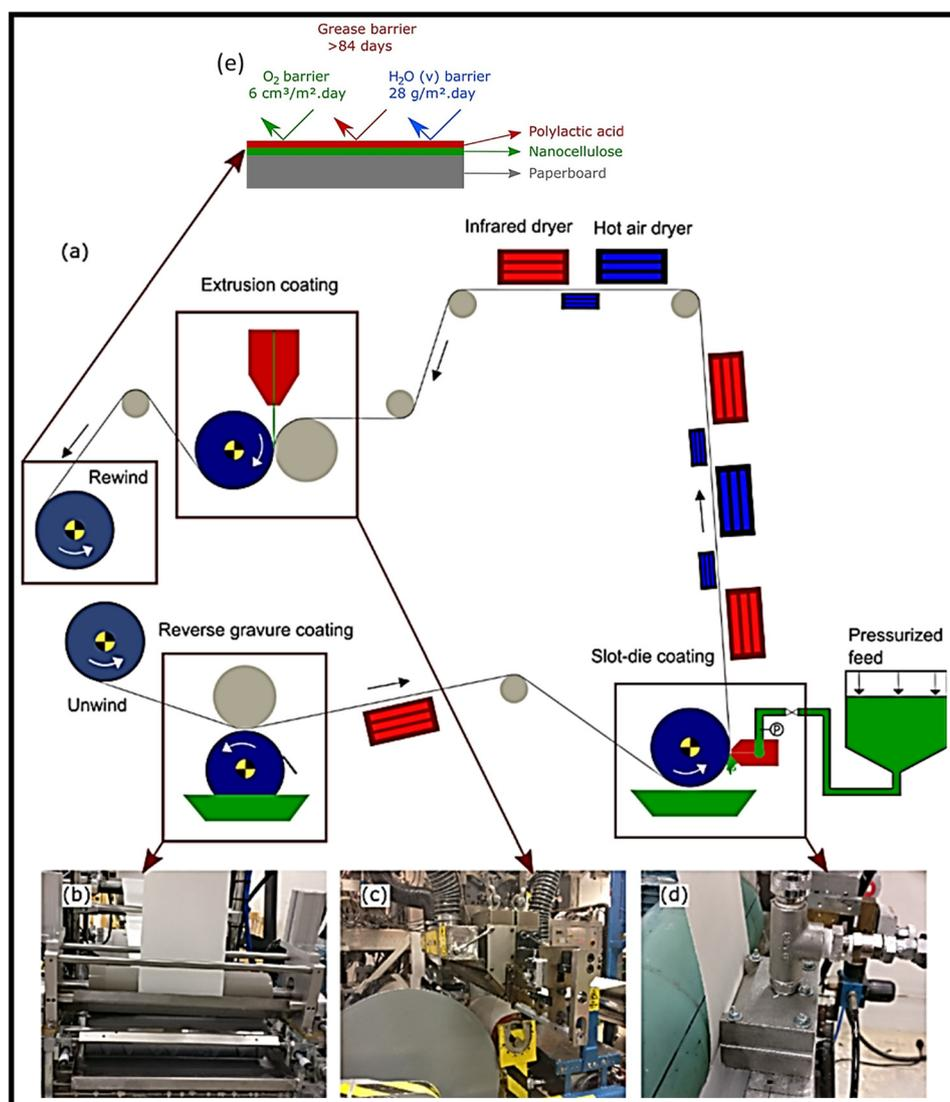 Grease barrier
>84 days
(e)
O₂ barrier
6 cm³/m².day
H₂O (v) barrier
28 g/m².day
Polylactic acid
Nanocellulose
Paperboard
(a)
Infrared dryer
Hot air dryer
Extrusion coating
Rewind
Reverse gravure coating
Unwind
Slot-die coating
Pressurized
feed
P
(b)
(c)
(d)